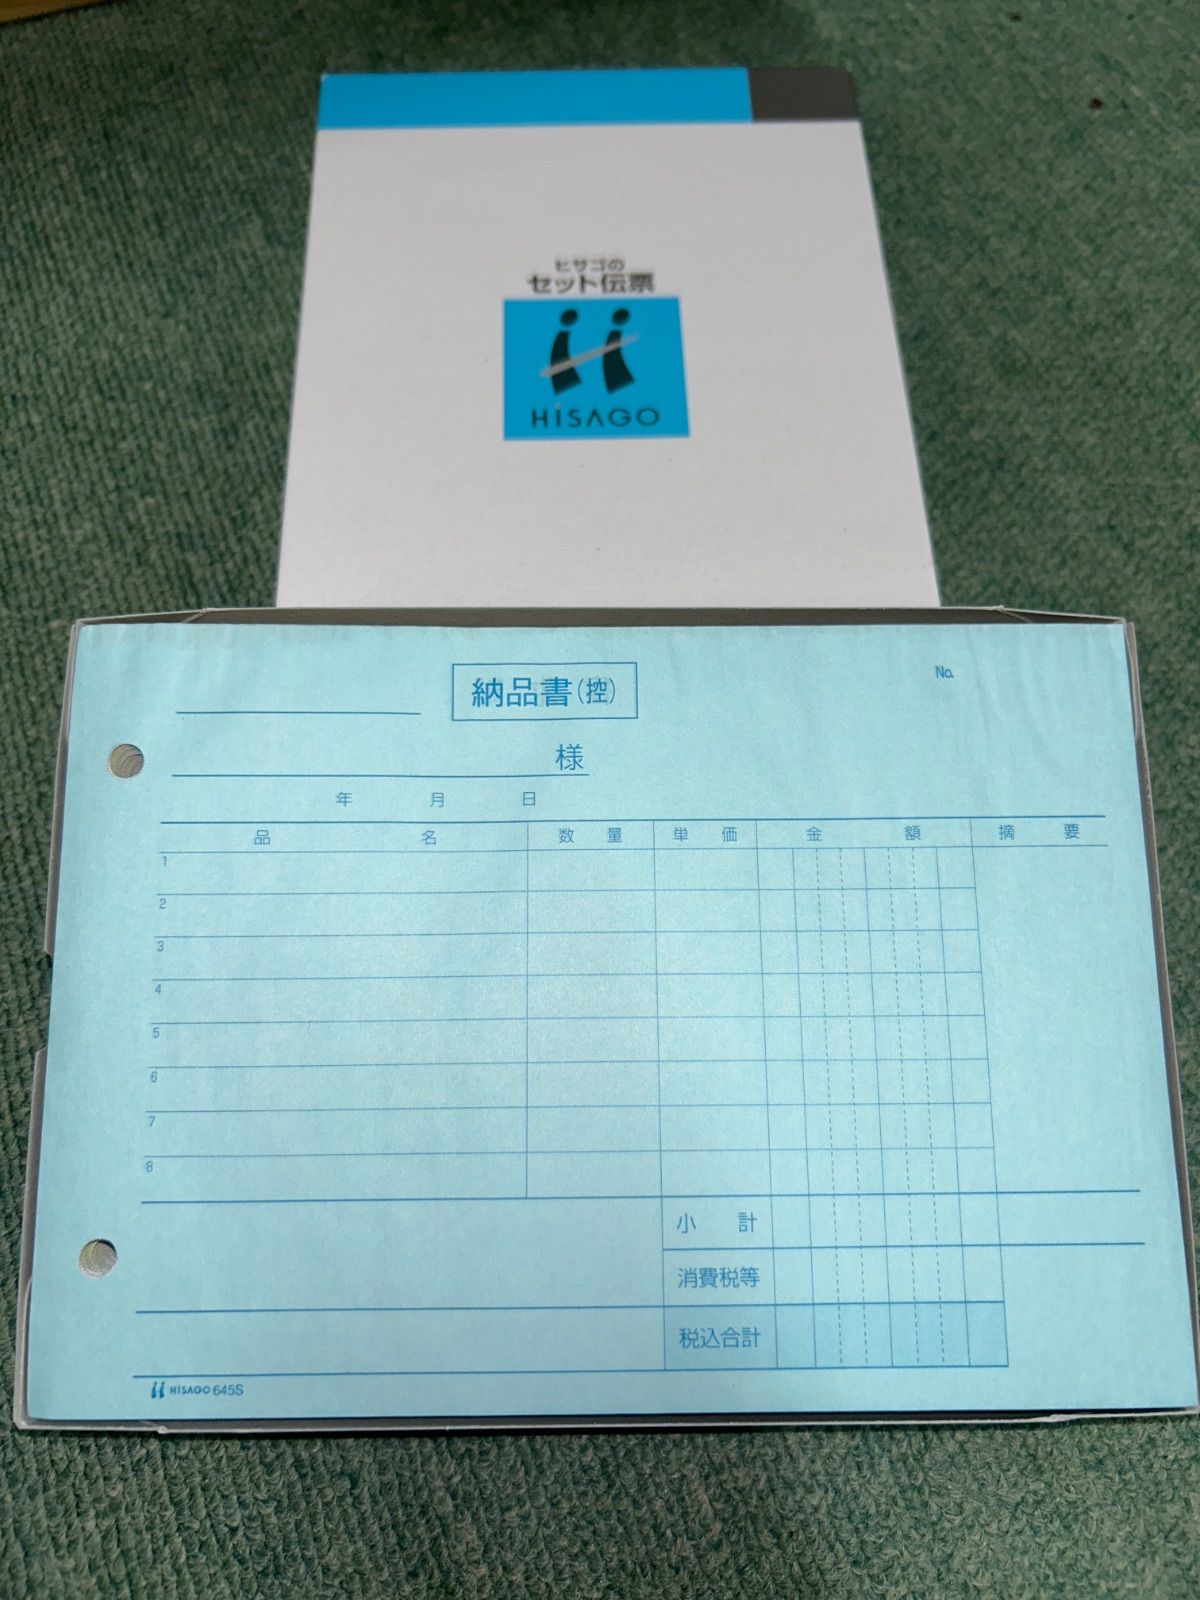 ヒサゴの
セット伝票
HiSAGO
納品書(控)
No.
様
年 月 日
品 名 数 量 単 価 金 額 摘 要
1
2
3
4
5
6
7
8
小 計
消費税等
税込合計
HiSAGO 645S